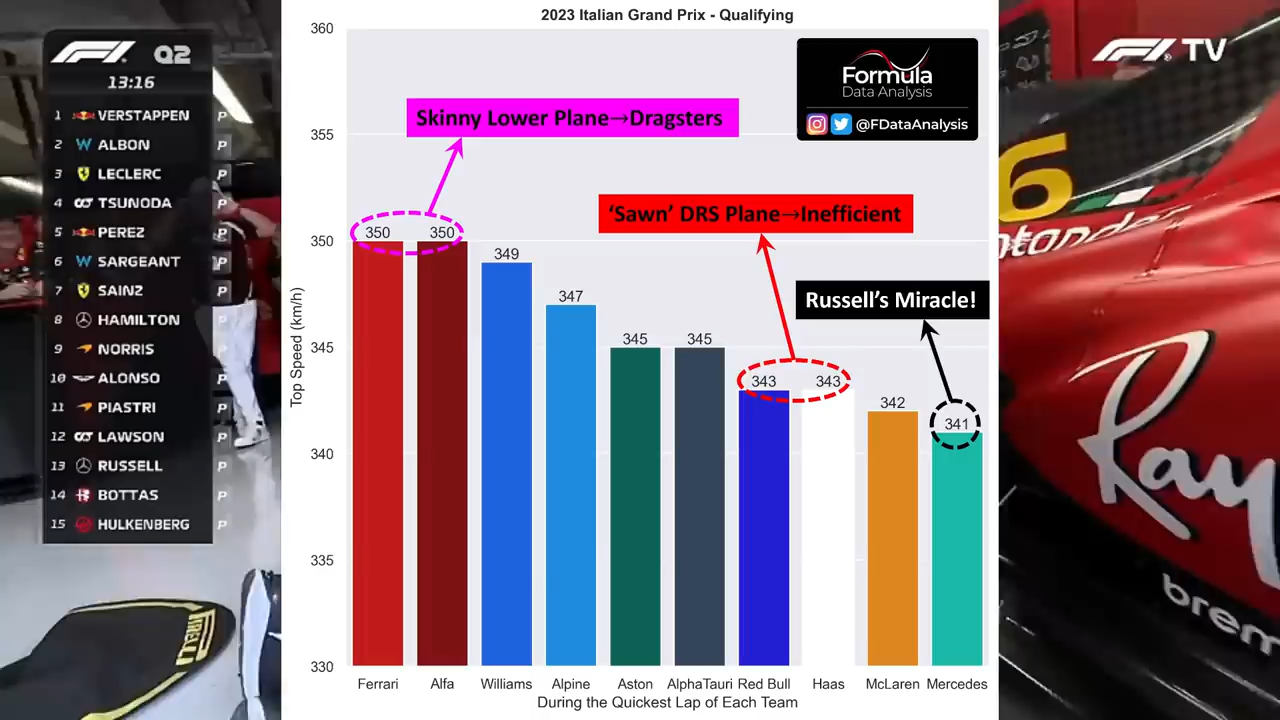 F1 Q2
13:16
1 VERSTAPPEN P
2 ALBON P
3 LECLERC P
4 TSUNODA P
5 PEREZ P
6 SARGEANT P
7 SAINZ P
8 HAMILTON P
9 NORRIS P
10 ALONSO P
11 PIASTRI P
12 LAWSON P
13 RUSSELL P
14 BOTTAS P
15 HULKENBERG P
PIRELLI
2023 Italian Grand Prix - Qualifying
Formula
Data Analysis
@FDataAnalysis
Skinny Lower Plane→Dragsters
‘Sawn’ DRS Plane→Inefficient
Russell’s Miracle!
Top Speed (km/h)
360
355
350
345
340
335
330
350
350
349
347
345
345
343
343
342
341
Ferrari Alfa Williams Alpine Aston AlphaTauri Red Bull Haas McLaren Mercedes
During the Quickest Lap of Each Team
F1 TV
6
Ray
brem